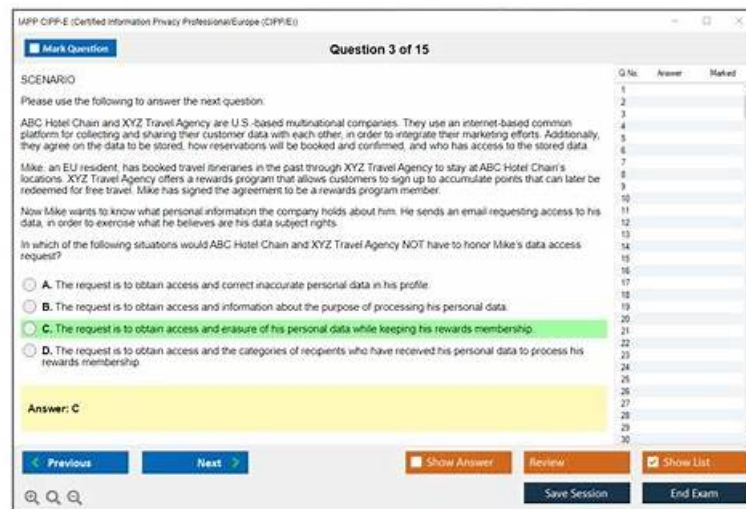 IAPP CIPP-E (Certified Information Privacy Professional/Europe (CIPP/E))
Mark Question
Question 3 of 15
SCENARIO
Please use the following to answer the next question:
ABC Hotel Chain and XYZ Travel Agency are U.S.-based multinational companies. They use an internet-based common
platform for collecting and sharing their customer data with each other, in order to integrate their marketing efforts. Additionally,
they agree on the data to be stored, how reservations will be booked and confirmed, and who has access to the stored data.
Mike, an EU resident, has booked travel itineraries in the past through XYZ Travel Agency to stay at ABC Hotel Chain's
locations. XYZ Travel Agency offers a rewards program that allows customers to sign up to accumulate points that can later be
redeemed for free travel. Mike has signed the agreement to be a rewards program member.
Now Mike wants to know what personal information the company holds about him. He sends an email requesting access to his
data, in order to exercise what he believes are his data subject rights.
In which of the following situations would ABC Hotel Chain and XYZ Travel Agency NOT have to honor Mike's data access
request?
A. The request is to obtain access and correct inaccurate personal data in his profile.
B. The request is to obtain access and information about the purpose of processing his personal data.
C. The request is to obtain access and erasure of his personal data while keeping his rewards membership.
D. The request is to obtain access and the categories of recipients who have received his personal data to process his
rewards membership.
Answer: C
Q.No. Answer Marked
1
2
3
4
5
6
7
8
9
10
11
12
13
14
15
16
17
18
19
20
21
22
23
24
25
26
27
28
29
30
Previous
Next
Show Answer
Review
Show List
Save Session
End Exam